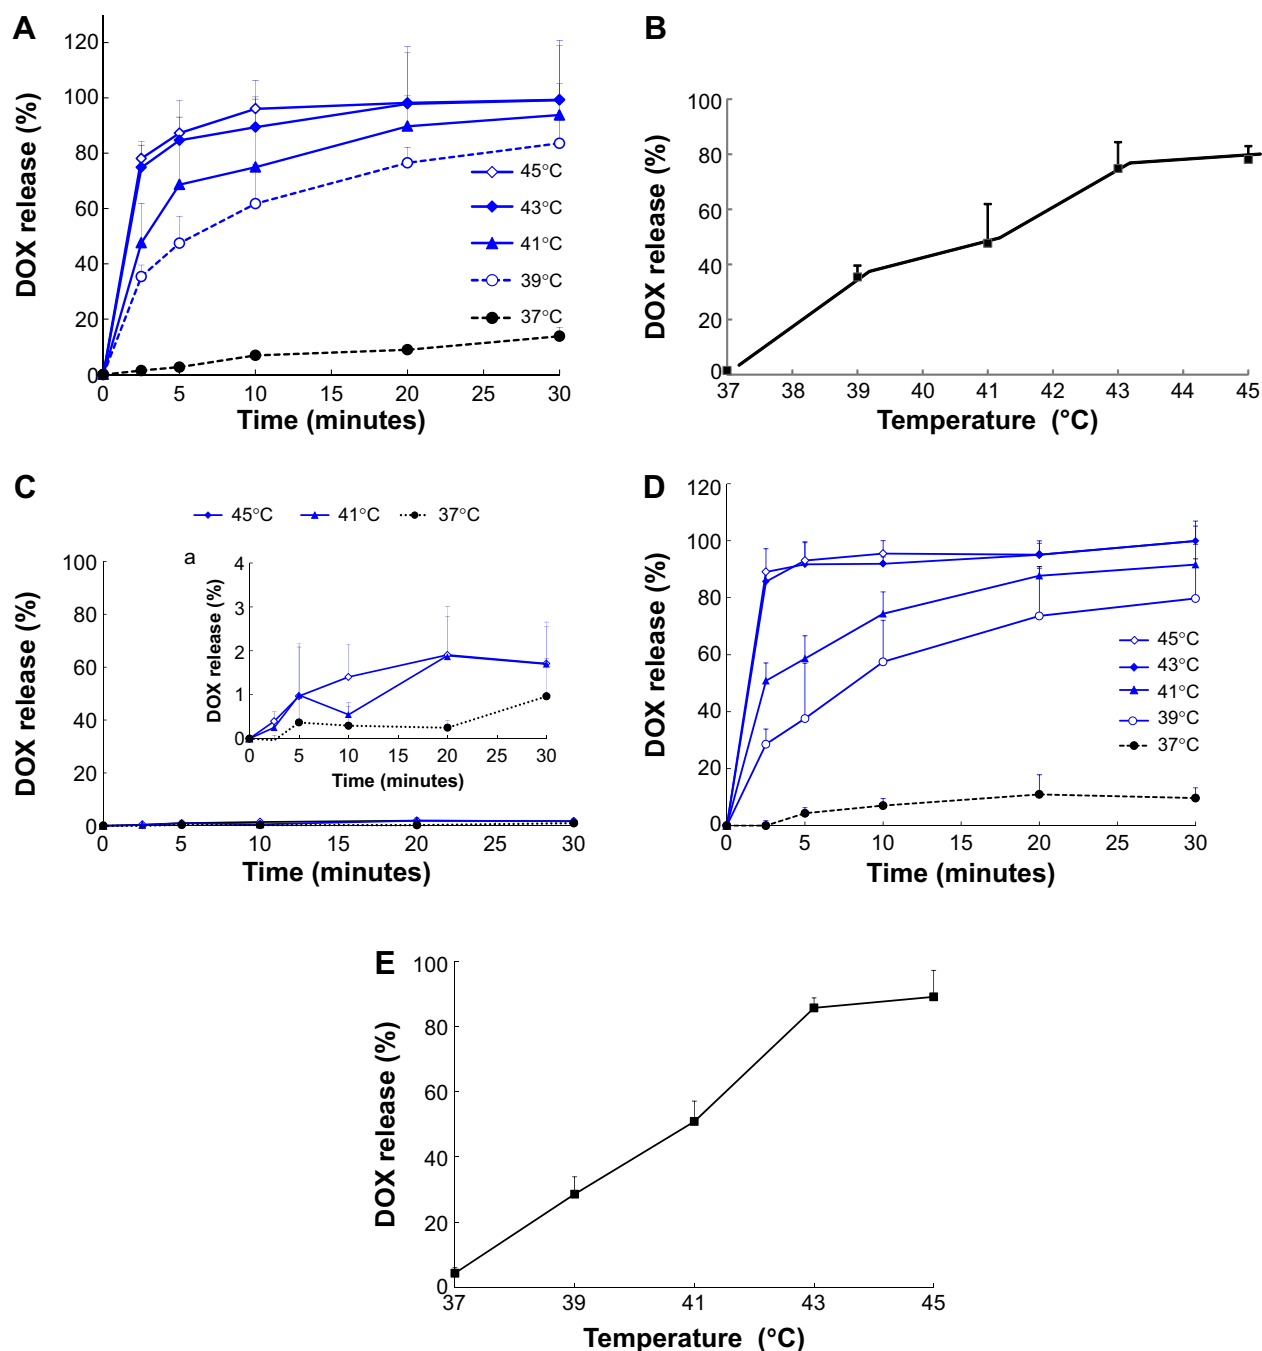 A
DOX release (%)
120
100
80
60
40
20
0
0 5 10 15 20 25 30
Time (minutes)
45°C
43°C
41°C
39°C
37°C
B
DOX release (%)
100
80
60
40
20
0
37 38 39 40 41 42 43 44 45
Temperature (°C)
C
45°C 41°C 37°C
DOX release (%)
100
80
60
40
20
0
0 5 10 15 20 25 30
Time (minutes)
a
DOX release (%)
4
3
2
1
0
0 5 10 15 20 25 30
Time (minutes)
D
DOX release (%)
120
100
80
60
40
20
0
0 5 10 15 20 25 30
Time (minutes)
45°C
43°C
41°C
39°C
37°C
E
DOX release (%)
100
80
60
40
20
0
37 39 41 43 45
Temperature (°C)